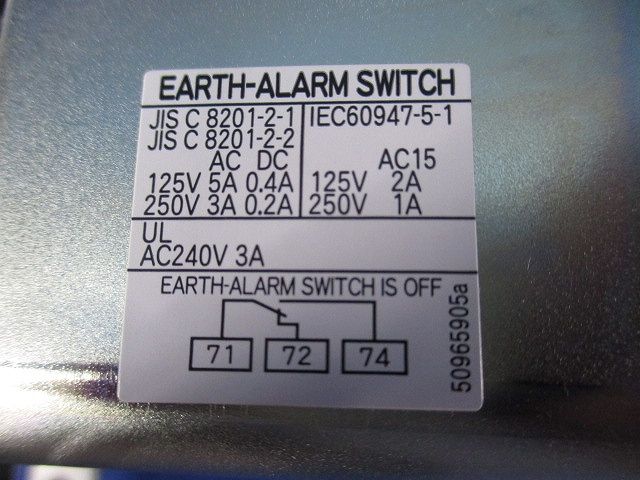 EARTH-ALARM SWITCH
JIS C 8201-2-1
JIS C 8201-2-2
AC DC
125V 5A 0.4A
250V 3A 0.2A
IEC60947-5-1
AC15
125V 2A
250V 1A
UL
AC240V 3A
EARTH-ALARM SWITCH IS OFF
71 72 74
50965905a